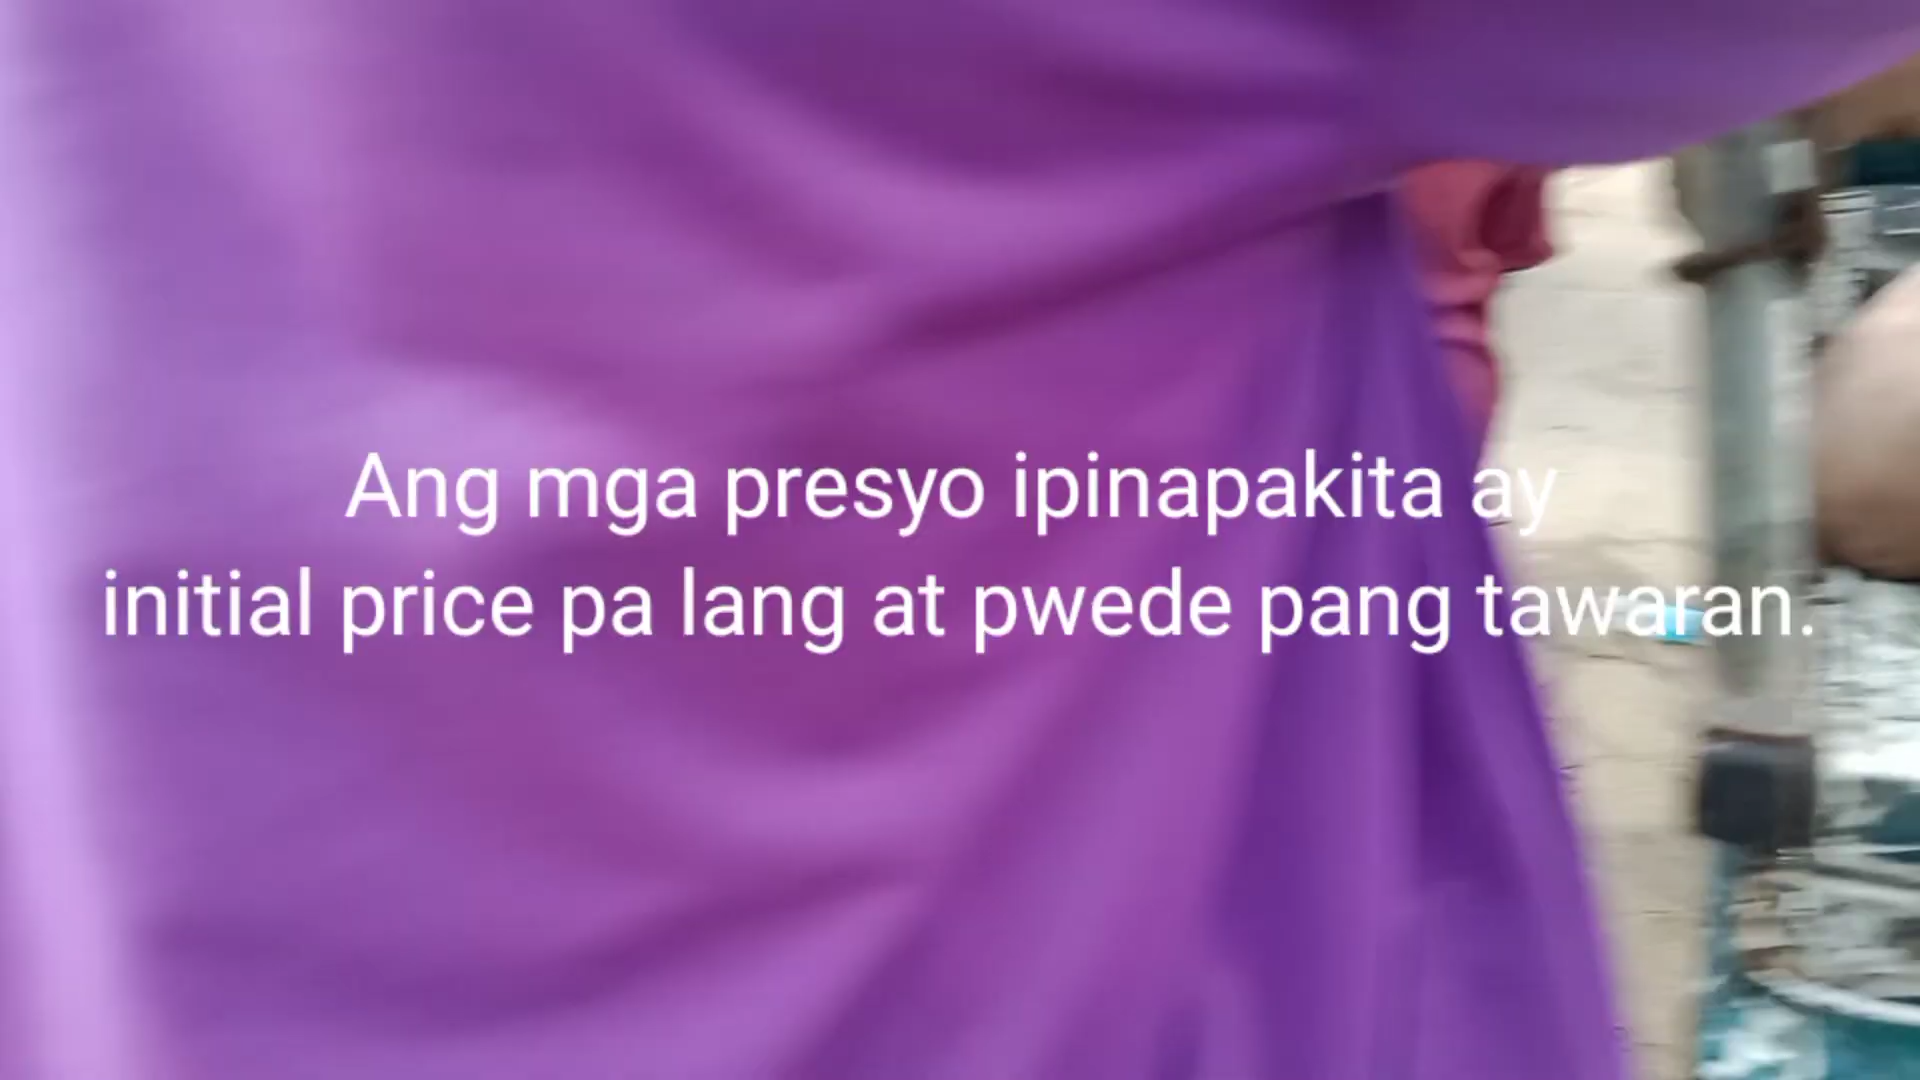 Ang mga presyo ipinapakita ay
initial price pa lang at pwede pang tawaran.